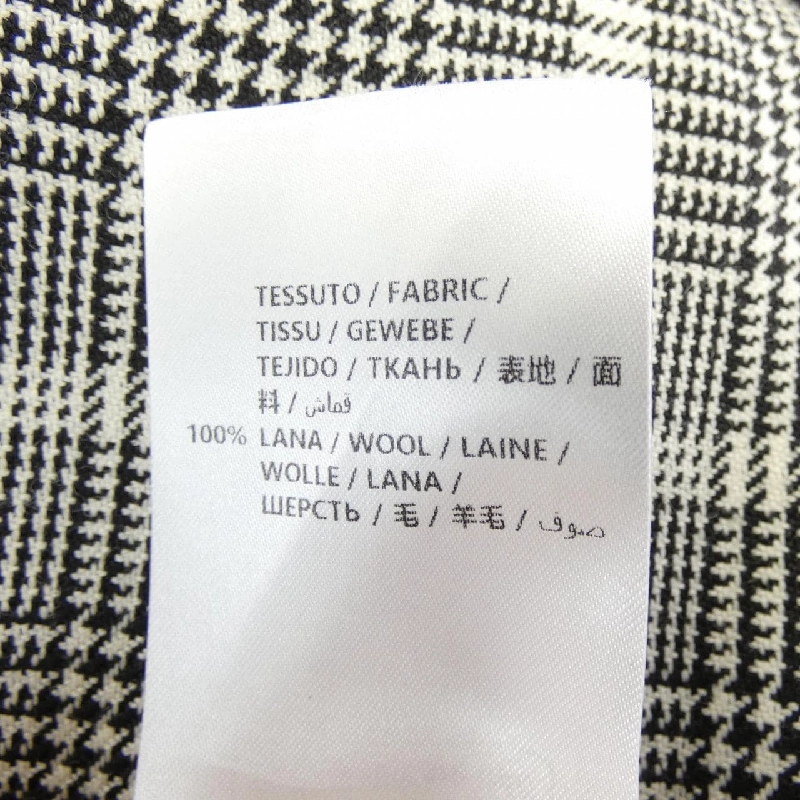 TESSUTO / FABRIC /
TISSU / GEWEBE /
TEJIDO / ТКАНЬ / 表地 / 面
料 / قماش
100% LANA / WOOL / LAINE /
WOLLE / LANA /
ШЕРСТЬ / 毛 / 羊毛 / صوف